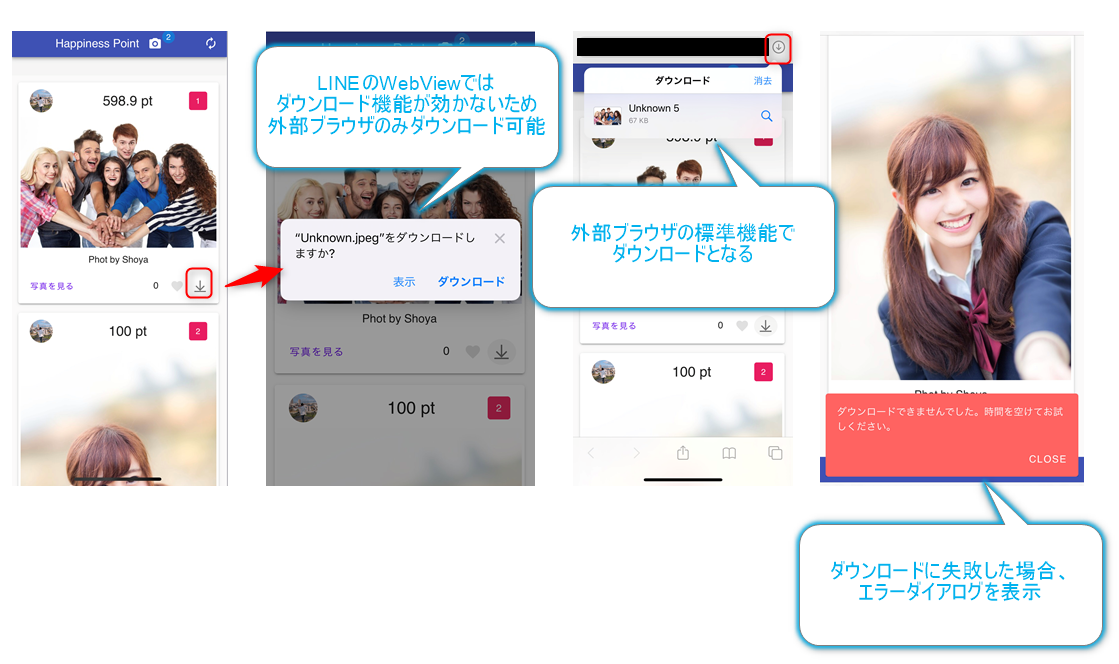 Happiness Point 2
598.9 pt 1
Phot by Shoya
写真を見る 0
100 pt 2
2
LINEのWebViewでは
ダウンロード機能が効かないため
外部ブラウザのみダウンロード可能
“Unknown.jpeg”をダウンロードし
ますか?
表示 ダウンロード
Phot by Shoya
写真を見る 0
100 pt 2
ダウンロード 消去
Unknown 5
67 KB
598.9 pt
外部ブラウザの標準機能で
ダウンロードとなる
写真を見る 0
100 pt 2
Phot by Shoya
ダウンロードできませんでした。時間を空けてお試
しください。
CLOSE
ダウンロードに失敗した場合、
エラーダイアログを表示